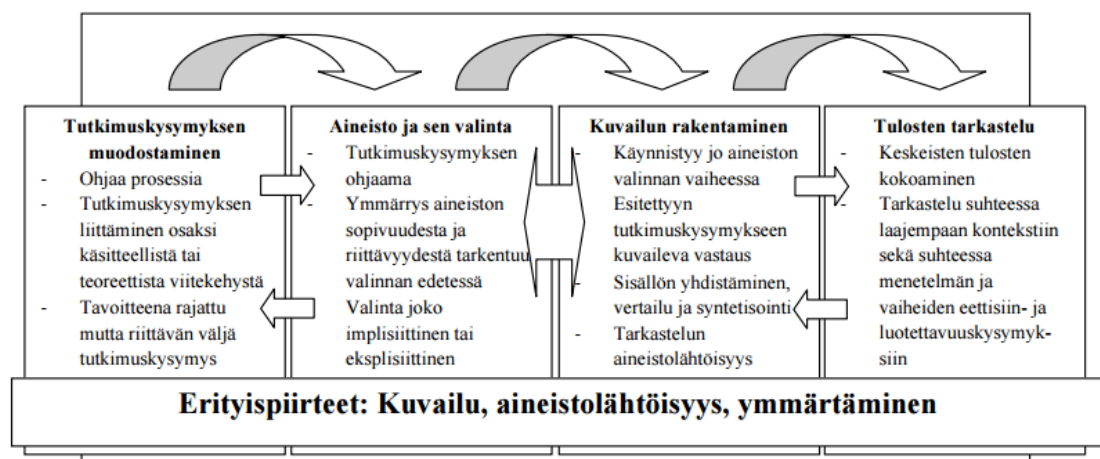 Tutkimuskysymyksen
muodostaminen
- Ohjaa prosessia
- Tutkimuskysymyksen
liittäminen osaksi
käsitteellistä tai
teoreettista viitekehystä
- Tavoitteena rajattu
mutta riittävän väljä
tutkimuskysymys
Aineisto ja sen valinta
- Tutkimuskysymyksen
ohjaama
- Ymmärrys aineiston
sopivuudesta ja
riittävyydestä tarkentuu
valinnan edetessä
- Valinta joko
implisiittinen tai
eksplisiittinen
Kuvailun rakentaminen
- Käynnistyy jo aineiston
valinnan vaiheessa
- Esitettyyn
tutkimuskysymykseen
kuvaileva vastaus
- Sisällön yhdistäminen,
vertailu ja syntetisointi
- Tarkastelun
aineistolähtöisyys
Tulosten tarkastelu
- Keskeisten tulosten
kokoaminen
- Tarkastelu suhteessa
laajempaan kontekstiin
sekä suhteessa
menetelmän ja
vaiheiden eettisiin- ja
luotettavuuskysymyk-
siin
Erityispiirteet: Kuvailu, aineistolähtöisyys, ymmärtäminen